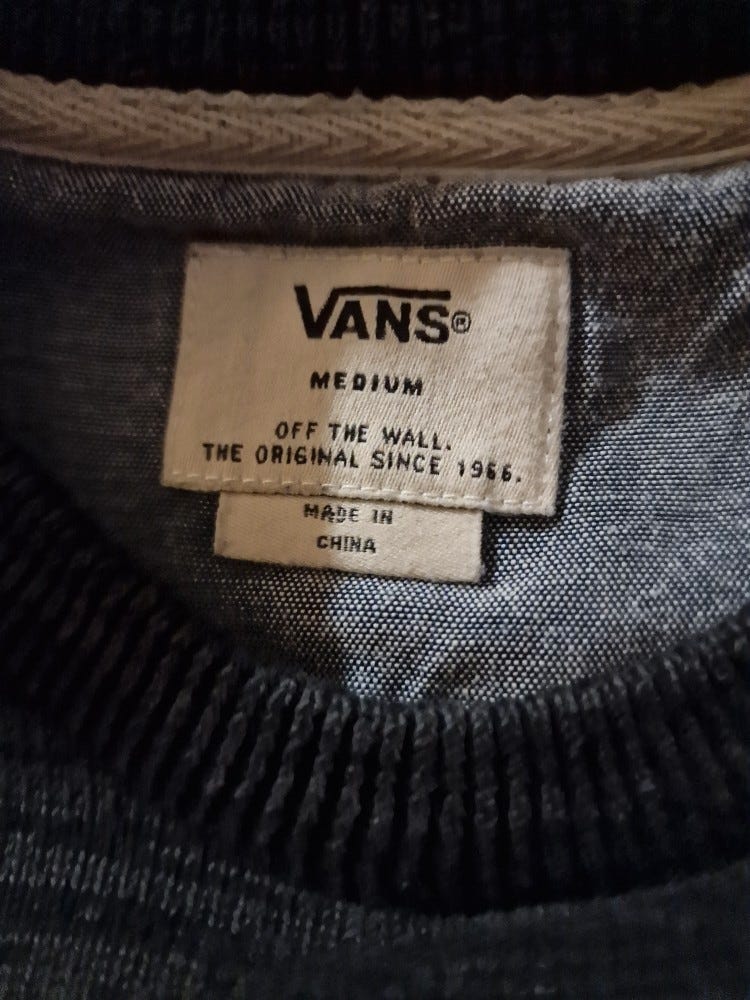 VANS®
MEDIUM
OFF THE WALL.
THE ORIGINAL SINCE 1966.
MADE IN
CHINA